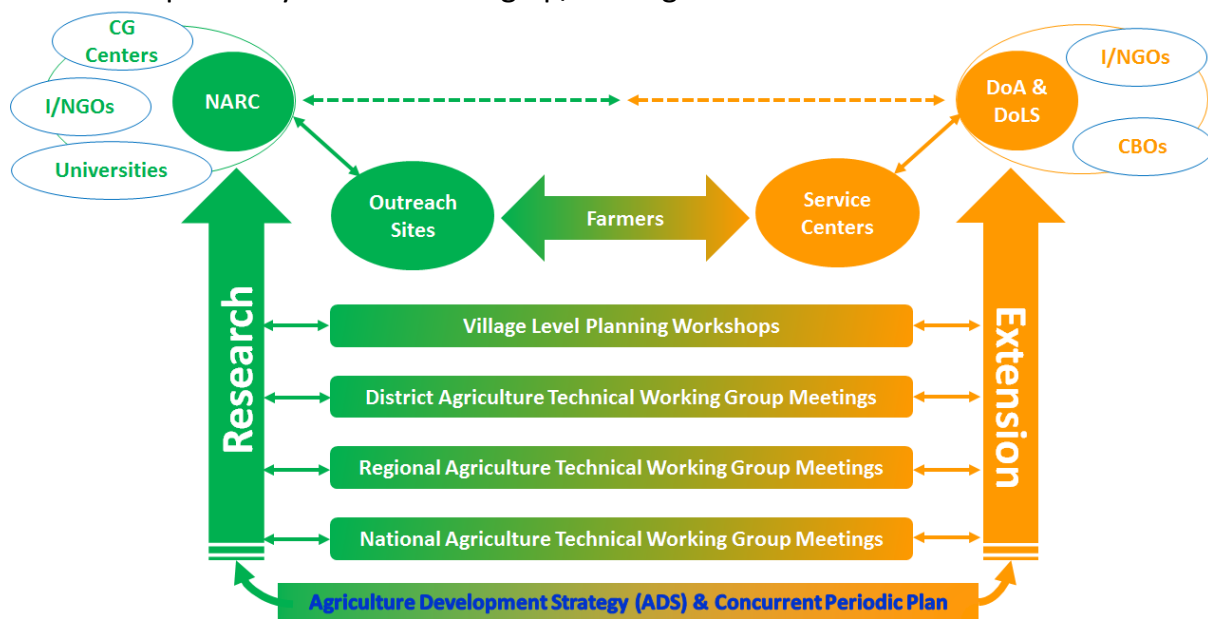 CG
Centers
I/NGOs
Universities
NARC
DoA &
DoLS
I/NGOs
CBOs
Outreach
Sites
Farmers
Service
Centers
Research
Extension
Village Level Planning Workshops
District Agriculture Technical Working Group Meetings
Regional Agriculture Technical Working Group Meetings
National Agriculture Technical Working Group Meetings
Agriculture Development Strategy (ADS) & Concurrent Periodic Plan